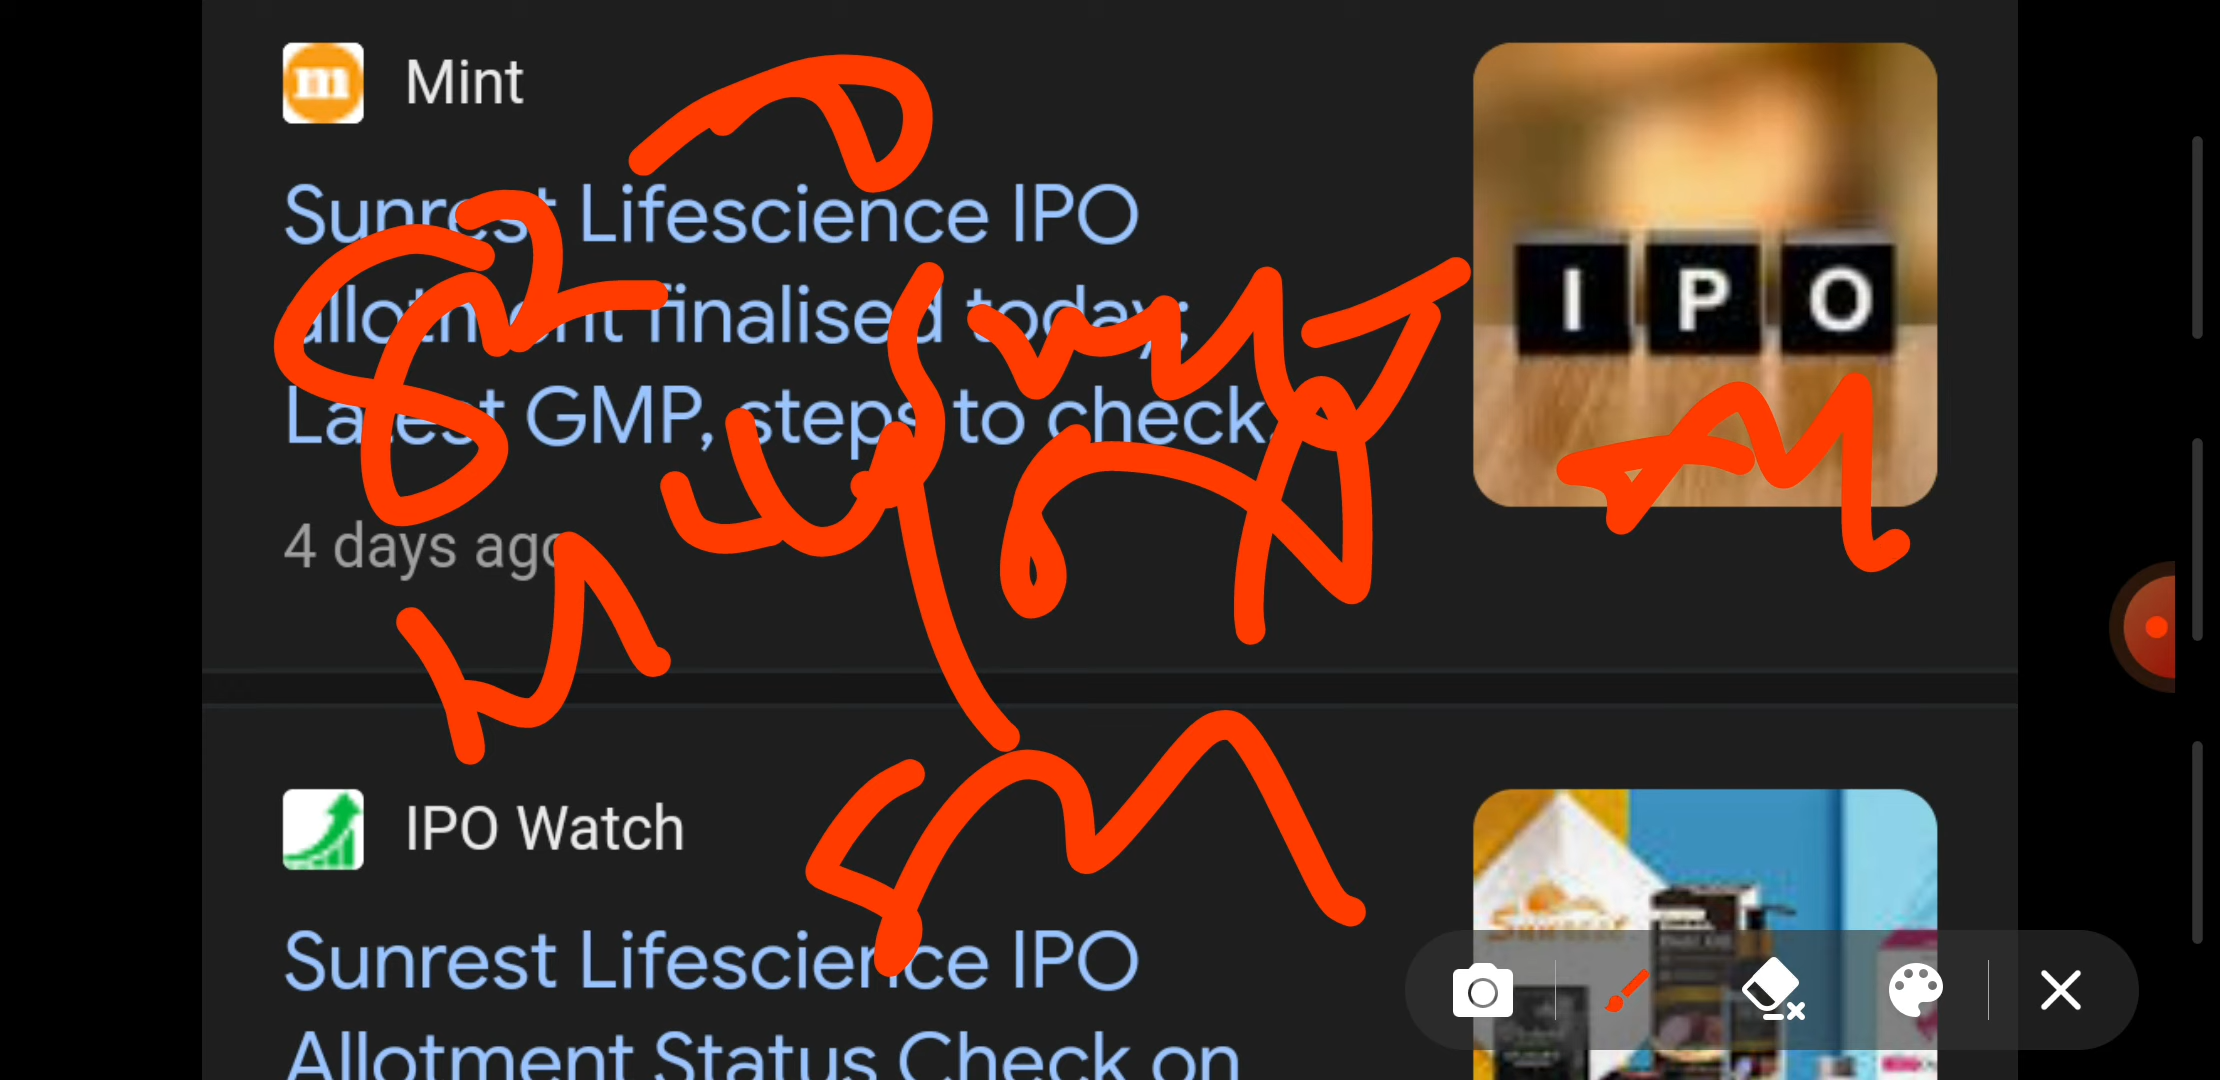 Mint
Sunrest Lifescience IPO
allotment finalised today;
Latest GMP, steps to check.
4 days ago
I P O
IPO Watch
Sunrest Lifescience IPO
Allotment Status Check on